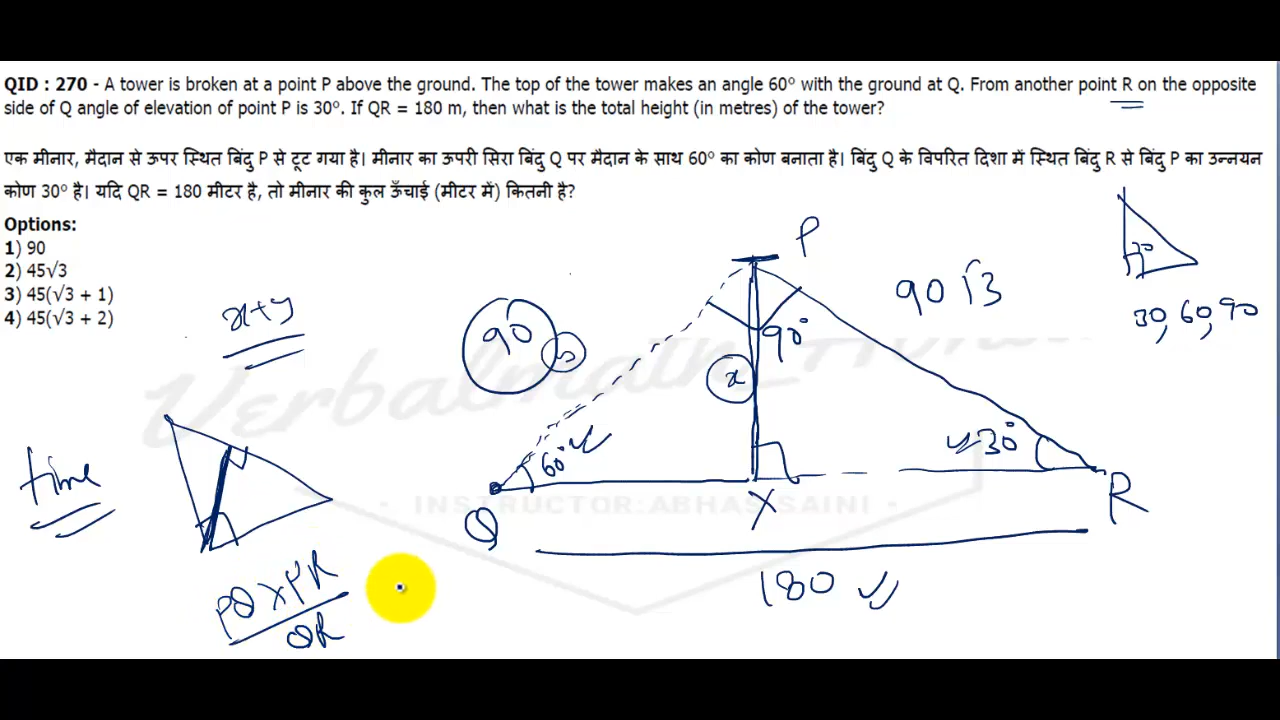 QID : 270 - A tower is broken at a point P above the ground. The top of the tower makes an angle 60° with the ground at Q. From another point R on the opposite
side of Q angle of elevation of point P is 30°. If QR = 180 m, then what is the total height (in metres) of the tower?
एक मीनार, मैदान से ऊपर स्थित बिंदु P से टूट गया है। मीनार का ऊपरी सिरा बिंदु Q पर मैदान के साथ 60° का कोण बनाता है। बिंदु Q के विपरित दिशा में स्थित बिंदु R से बिंदु P का उन्नयन
कोण 30° है। यदि QR = 180 मीटर है, तो मीनार की कुल ऊँचाई (मीटर में) कितनी है?
Options:
1) 90
2) 45√3
3) 45(√3 + 1)
4) 45(√3 + 2)
x+y
90
P
90√3
30, 60, 90
90°
x
60°
30°
time
Q
X
R
INSTRUCTOR:ABHAS SAINI
180
PQ×PR
QR